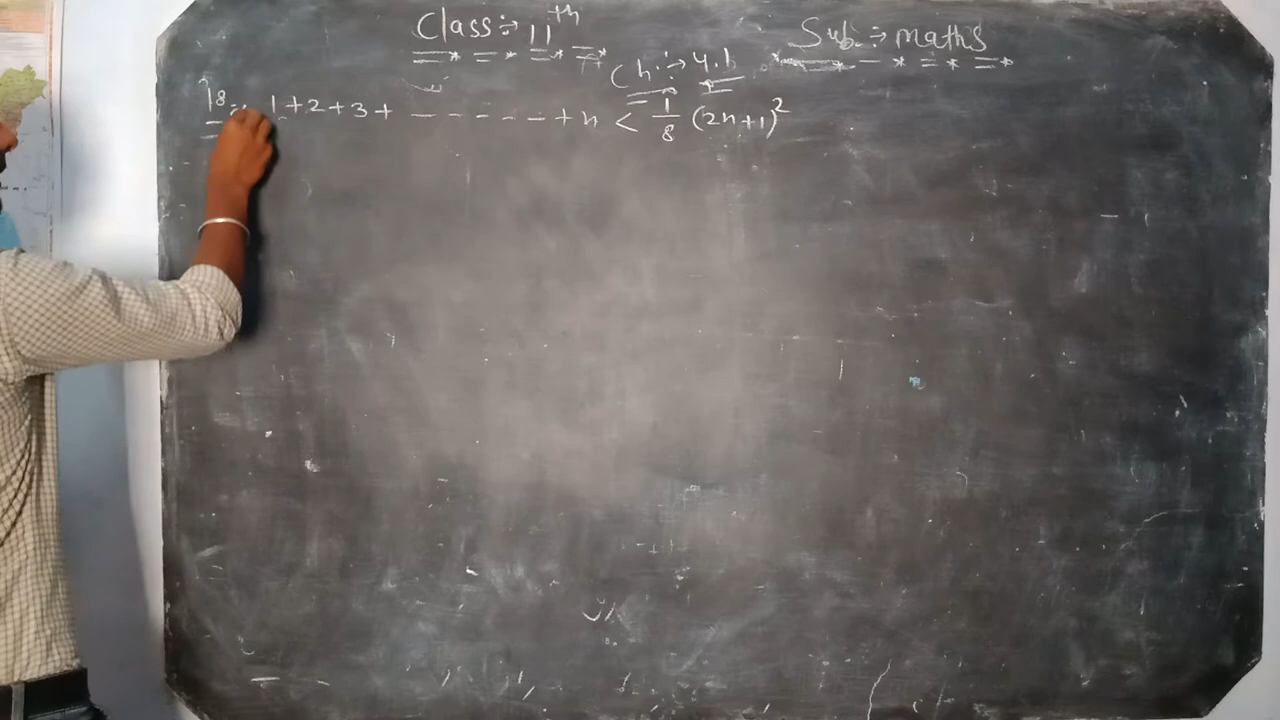 Class :- 11th
Sub. :- maths
Ch. :- 4.1
18 :- 1+2+3+ - - - - - - +n < 1/8 (2n+1)²